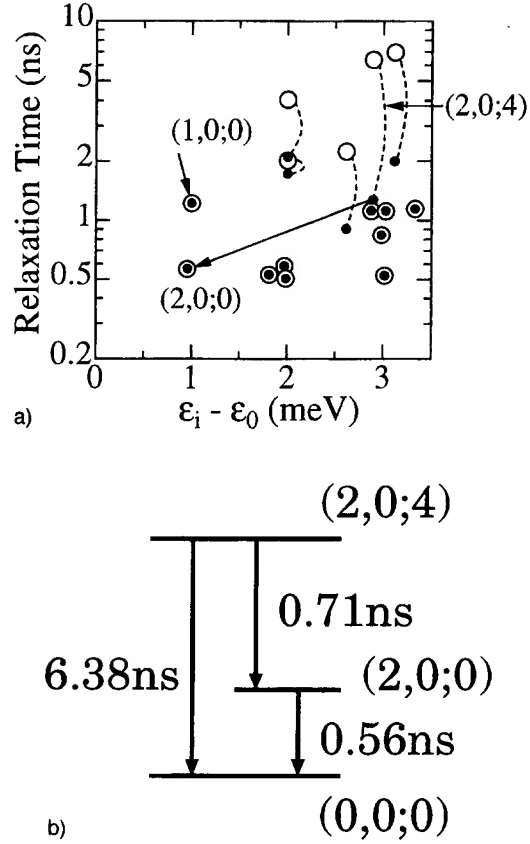 10
5
2
1
0.5
0.2
Relaxation Time (ns)
(1,0;0)
(2,0;4)
(2,0;0)
0 1 2 3
εi - ε0 (meV)
a)
(2,0;4)
0.71ns
6.38ns
(2,0;0)
0.56ns
(0,0;0)
b)